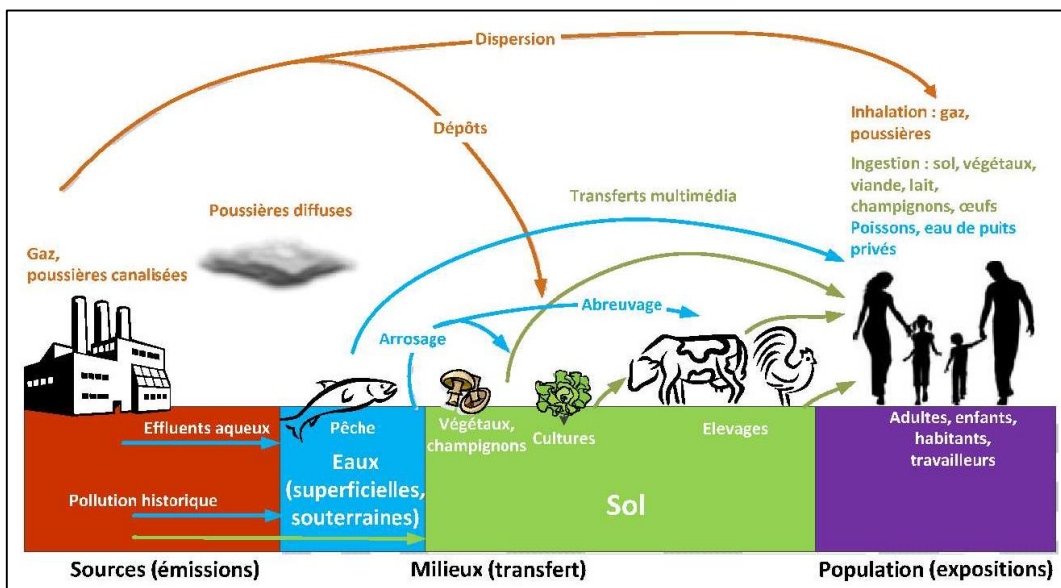 Dispersion
Inhalation : gaz,
poussières
Dépôts
Ingestion : sol, végétaux,
viande, lait,
champignons, œufs
Poissons, eau de puits
privés
Transferts multimédia
Poussières diffuses
Gaz,
poussières canalisées
Abreuvage
Arrosage
Effluents aqueux
Pêche
Végétaux,
champignons
Cultures
Elevages
Adultes, enfants,
habitants,
travailleurs
Eaux
(superficielles,
souterraines)
Pollution historique
Sol
Sources (émissions)
Milieux (transfert)
Population (expositions)